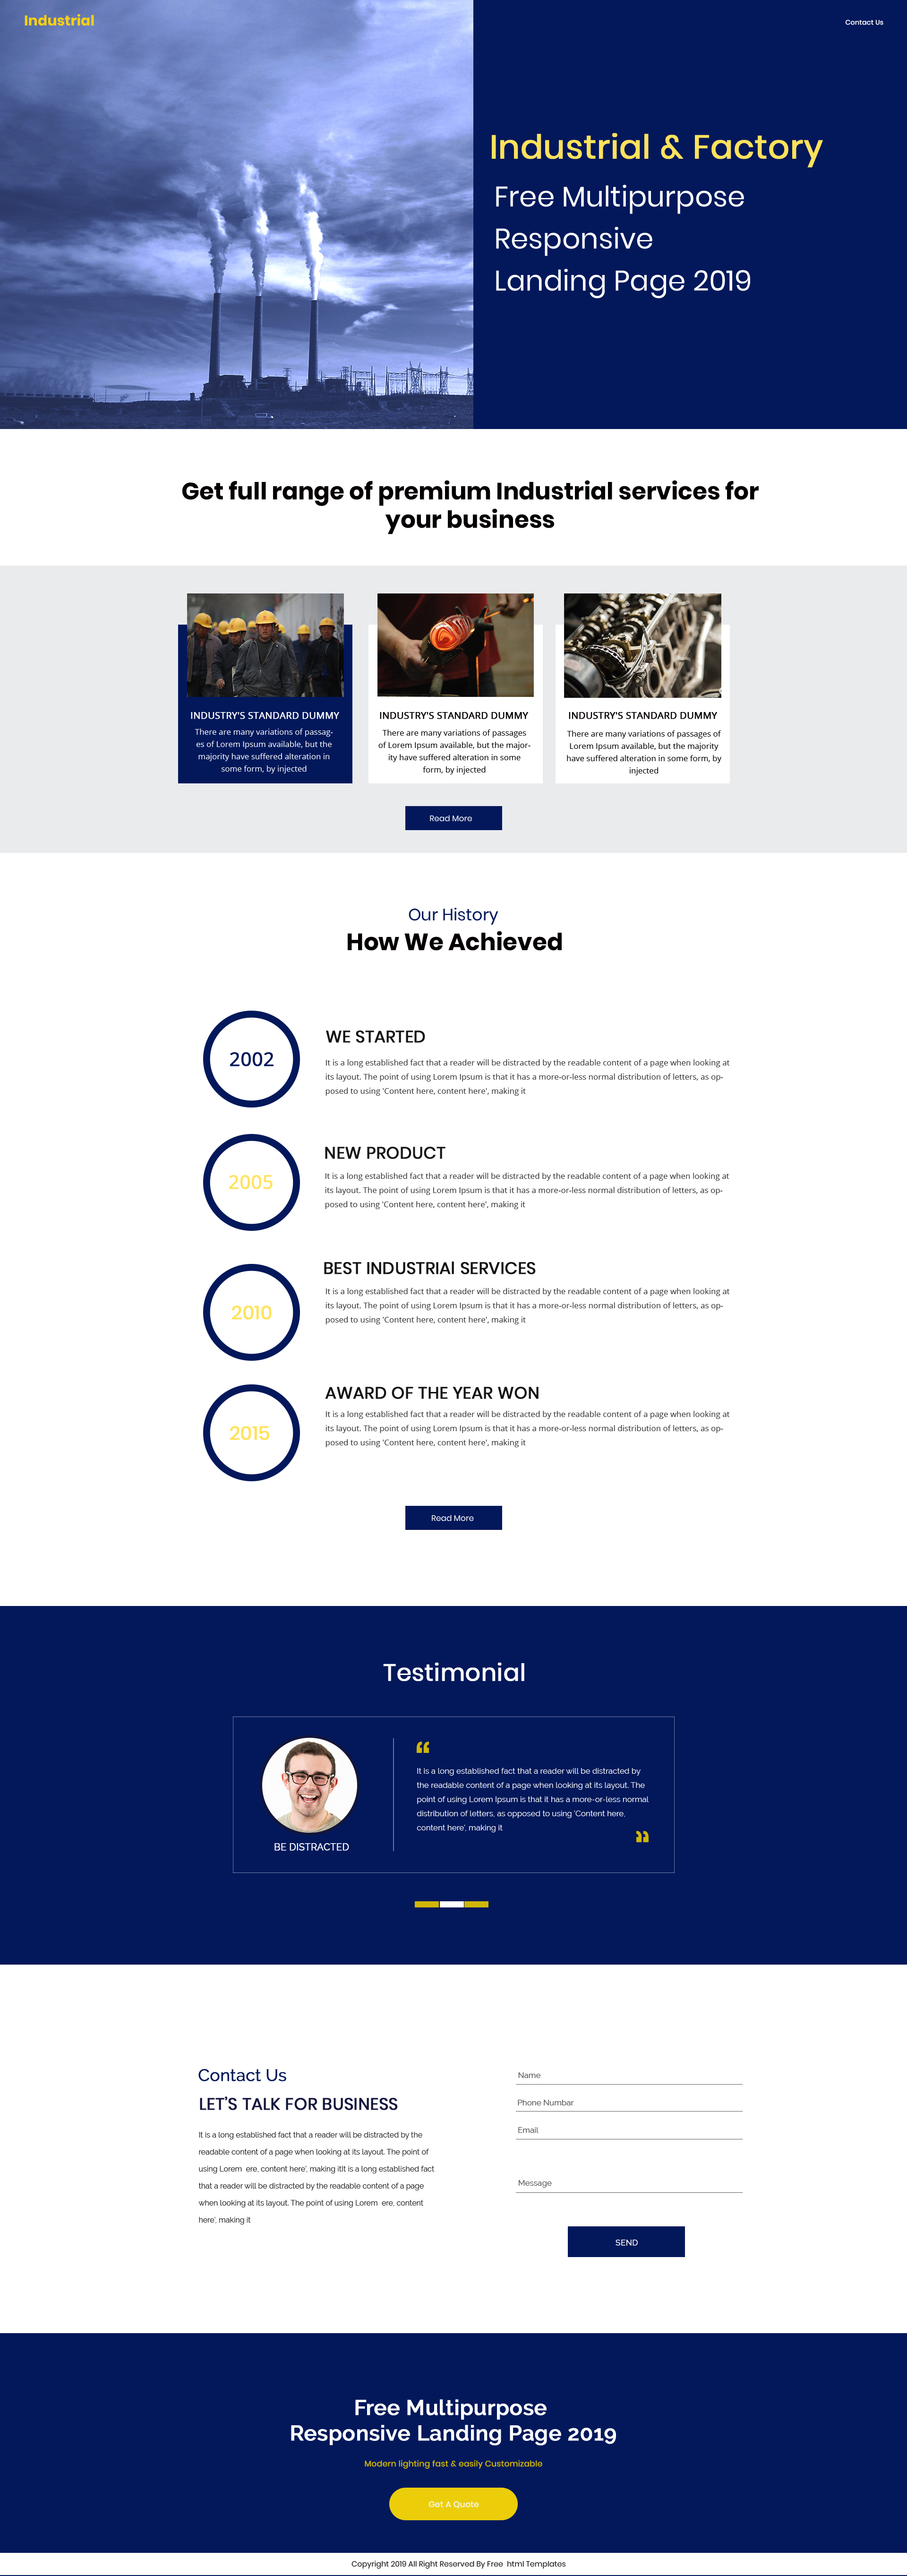 Industrial
Contact Us
Industrial & Factory
Free Multipurpose
Responsive
Landing Page 2019
Get full range of premium Industrial services for
your business
INDUSTRY'S STANDARD DUMMY
There are many variations of passag-
es of Lorem Ipsum available, but the
majority have suffered alteration in
some form, by injected
INDUSTRY'S STANDARD DUMMY
There are many variations of passages
of Lorem Ipsum available, but the major-
ity have suffered alteration in some
form, by injected
INDUSTRY'S STANDARD DUMMY
There are many variations of passages of
Lorem Ipsum available, but the majority
have suffered alteration in some form, by
injected
Read More
Our History
How We Achieved
2002
WE STARTED
It is a long established fact that a reader will be distracted by the readable content of a page when looking at
its layout. The point of using Lorem Ipsum is that it has a more-or-less normal distribution of letters, as op-
posed to using 'Content here, content here', making it
2005
NEW PRODUCT
It is a long established fact that a reader will be distracted by the readable content of a page when looking at
its layout. The point of using Lorem Ipsum is that it has a more-or-less normal distribution of letters, as op-
posed to using 'Content here, content here', making it
2010
BEST INDUSTRIAl SERVICES
It is a long established fact that a reader will be distracted by the readable content of a page when looking at
its layout. The point of using Lorem Ipsum is that it has a more-or-less normal distribution of letters, as op-
posed to using 'Content here, content here', making it
2015
AWARD OF THE YEAR WON
It is a long established fact that a reader will be distracted by the readable content of a page when looking at
its layout. The point of using Lorem Ipsum is that it has a more-or-less normal distribution of letters, as op-
posed to using 'Content here, content here', making it
Read More
Testimonial
BE DISTRACTED
“
It is a long established fact that a reader will be distracted by
the readable content of a page when looking at its layout. The
point of using Lorem Ipsum is that it has a more-or-less normal
distribution of letters, as opposed to using 'Content here,
content here', making it
”
Contact Us
LET'S TALK FOR BUSINESS
It is a long established fact that a reader will be distracted by the
readable content of a page when looking at its layout. The point of
using Lorem  ere, content here', making itIt is a long established fact
that a reader will be distracted by the readable content of a page
when looking at its layout. The point of using Lorem  ere, content
here', making it
Name
Phone Numbar
Email
Message
SEND
Free Multipurpose
Responsive Landing Page 2019
Modern lighting fast & easily Customizable
Get A Quote
Copyright 2019 All Right Reserved By Free  html Templates